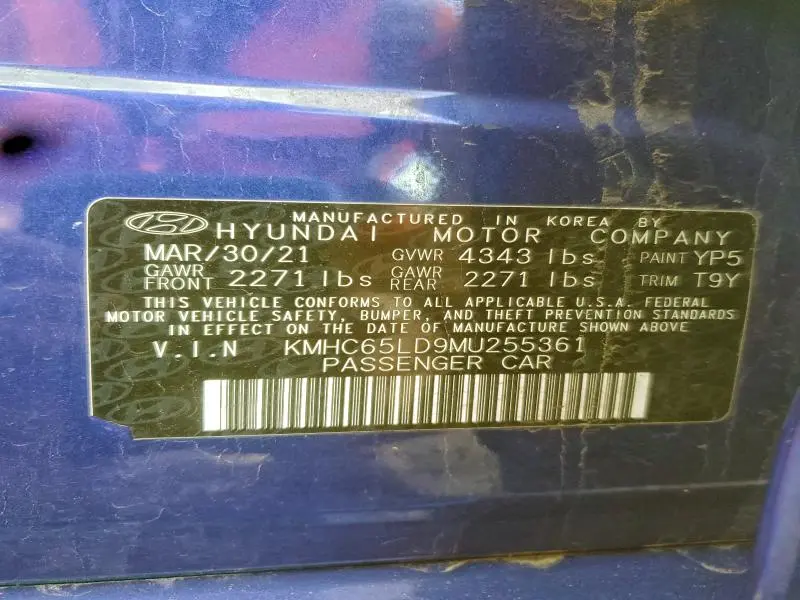 MANUFACTURED IN KOREA BY
HYUNDAI MOTOR COMPANY
MAR/30/21 GVWR 4343 lbs PAINT YP5
GAWR FRONT 2271 lbs GAWR REAR 2271 lbs TRIM T9Y
THIS VEHICLE CONFORMS TO ALL APPLICABLE U.S.A. FEDERAL
MOTOR VEHICLE SAFETY, BUMPER, AND THEFT PREVENTION STANDARDS
IN EFFECT ON THE DATE OF MANUFACTURE SHOWN ABOVE
V.I.N KMHC65LD9MU255361
PASSENGER CAR